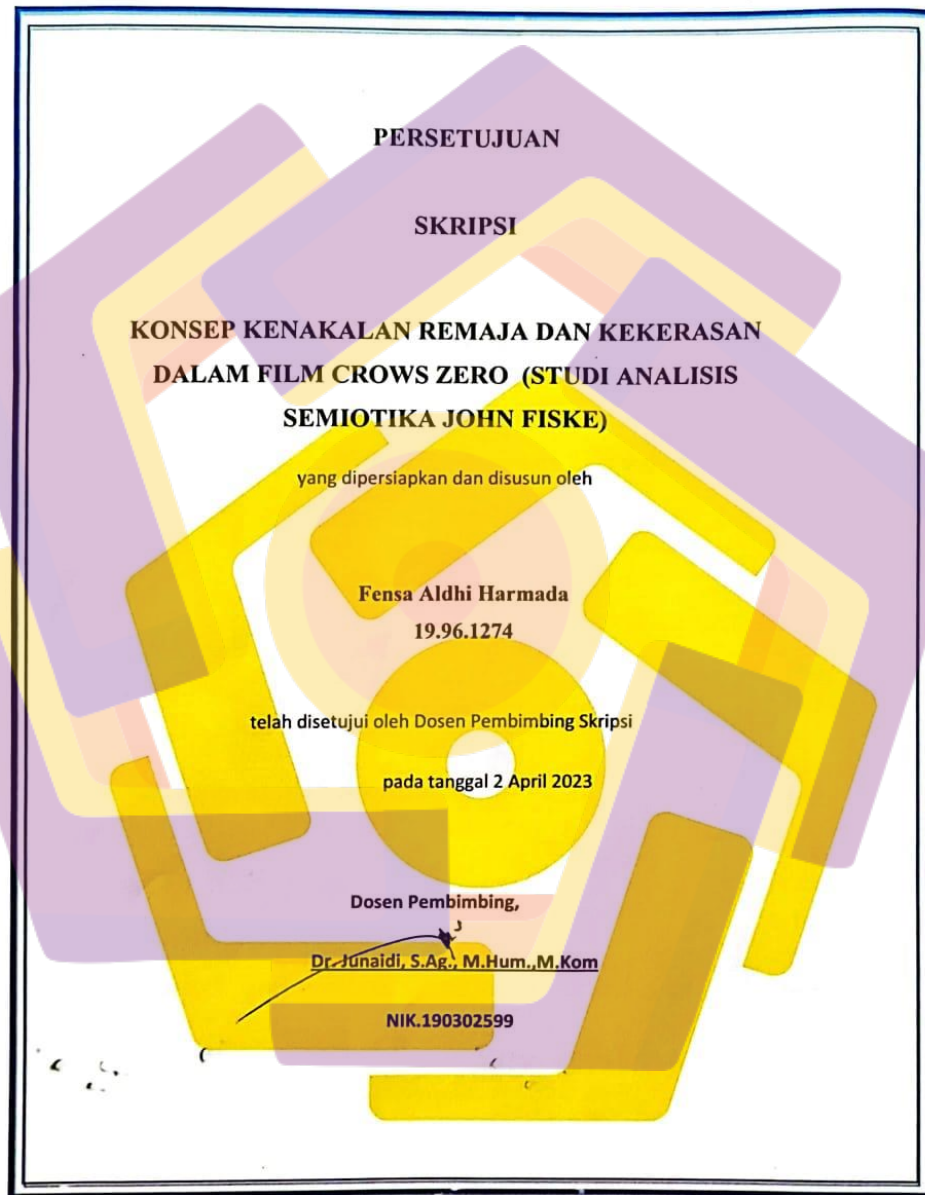 PERSETUJUAN
SKRIPSI
KONSEP KENAKALAN REMAJA DAN KEKERASAN
DALAM FILM CROWS ZERO (STUDI ANALISIS
SEMIOTIKA JOHN FISKE)
yang dipersiapkan dan disusun oleh
Fensa Aldhi Harmada
19.96.1274
telah disetujui oleh Dosen Pembimbing Skripsi
pada tanggal 2 April 2023
Dosen Pembimbing,
Dr. Junaidi, S.Ag., M.Hum.,M.Kom
NIK.190302599